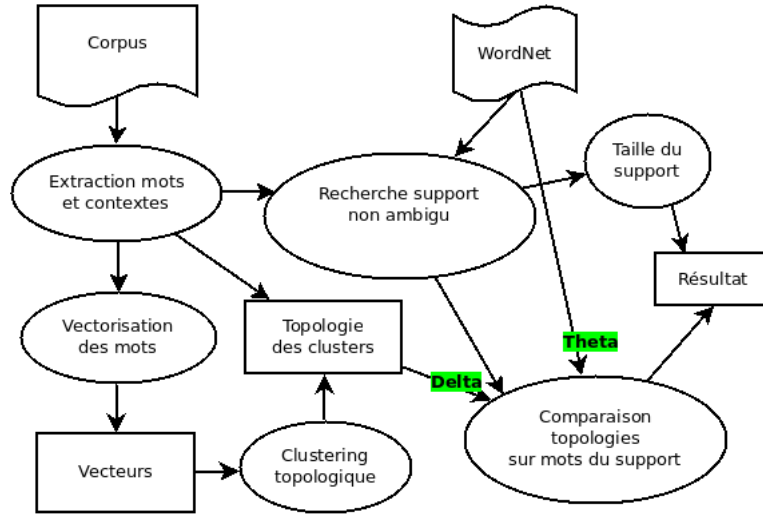 Corpus
WordNet
Taille du
support
Extraction mots
et contextes
Recherche support
non ambigu
Résultat
Vectorisation
des mots
Topologie
des clusters
Theta
Delta
Comparaison
topologies
sur mots du support
Vecteurs
Clustering
topologique